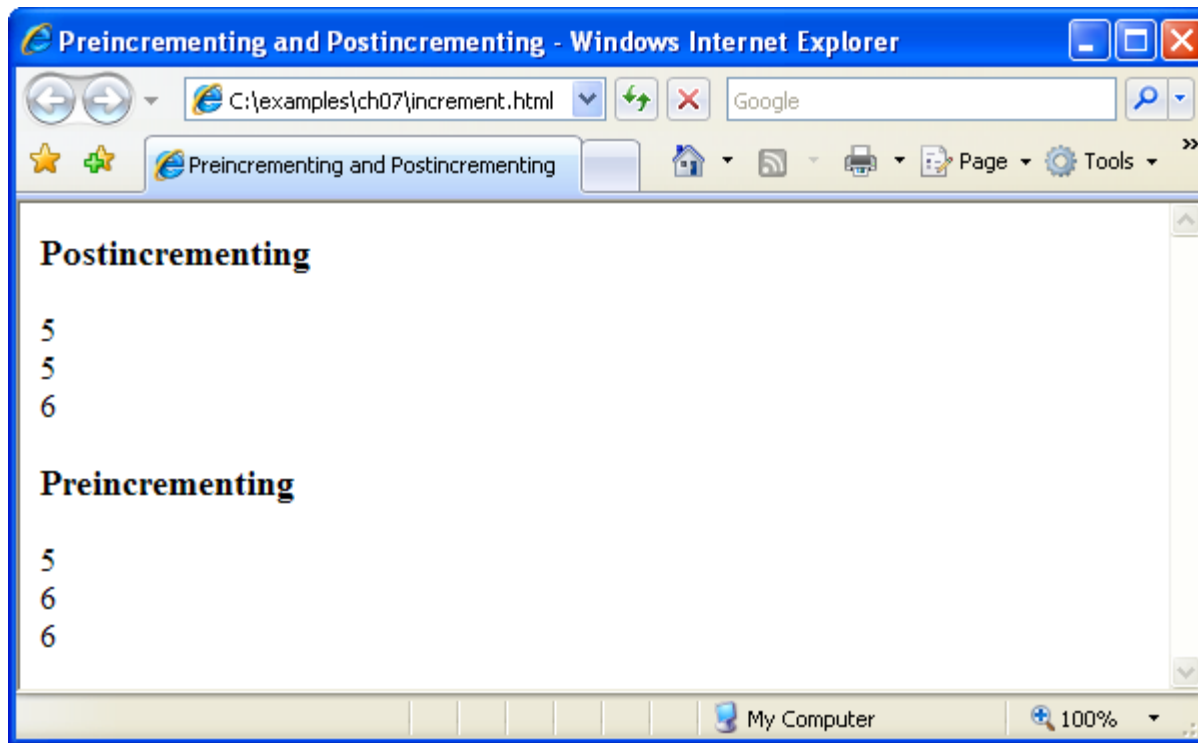 Preincrementing and Postincrementing - Windows Internet Explorer
C:\examples\ch07\increment.html
Google
Preincrementing and Postincrementing
Page
Tools
»
Postincrementing
5
5
6
Preincrementing
5
6
6
My Computer
100%